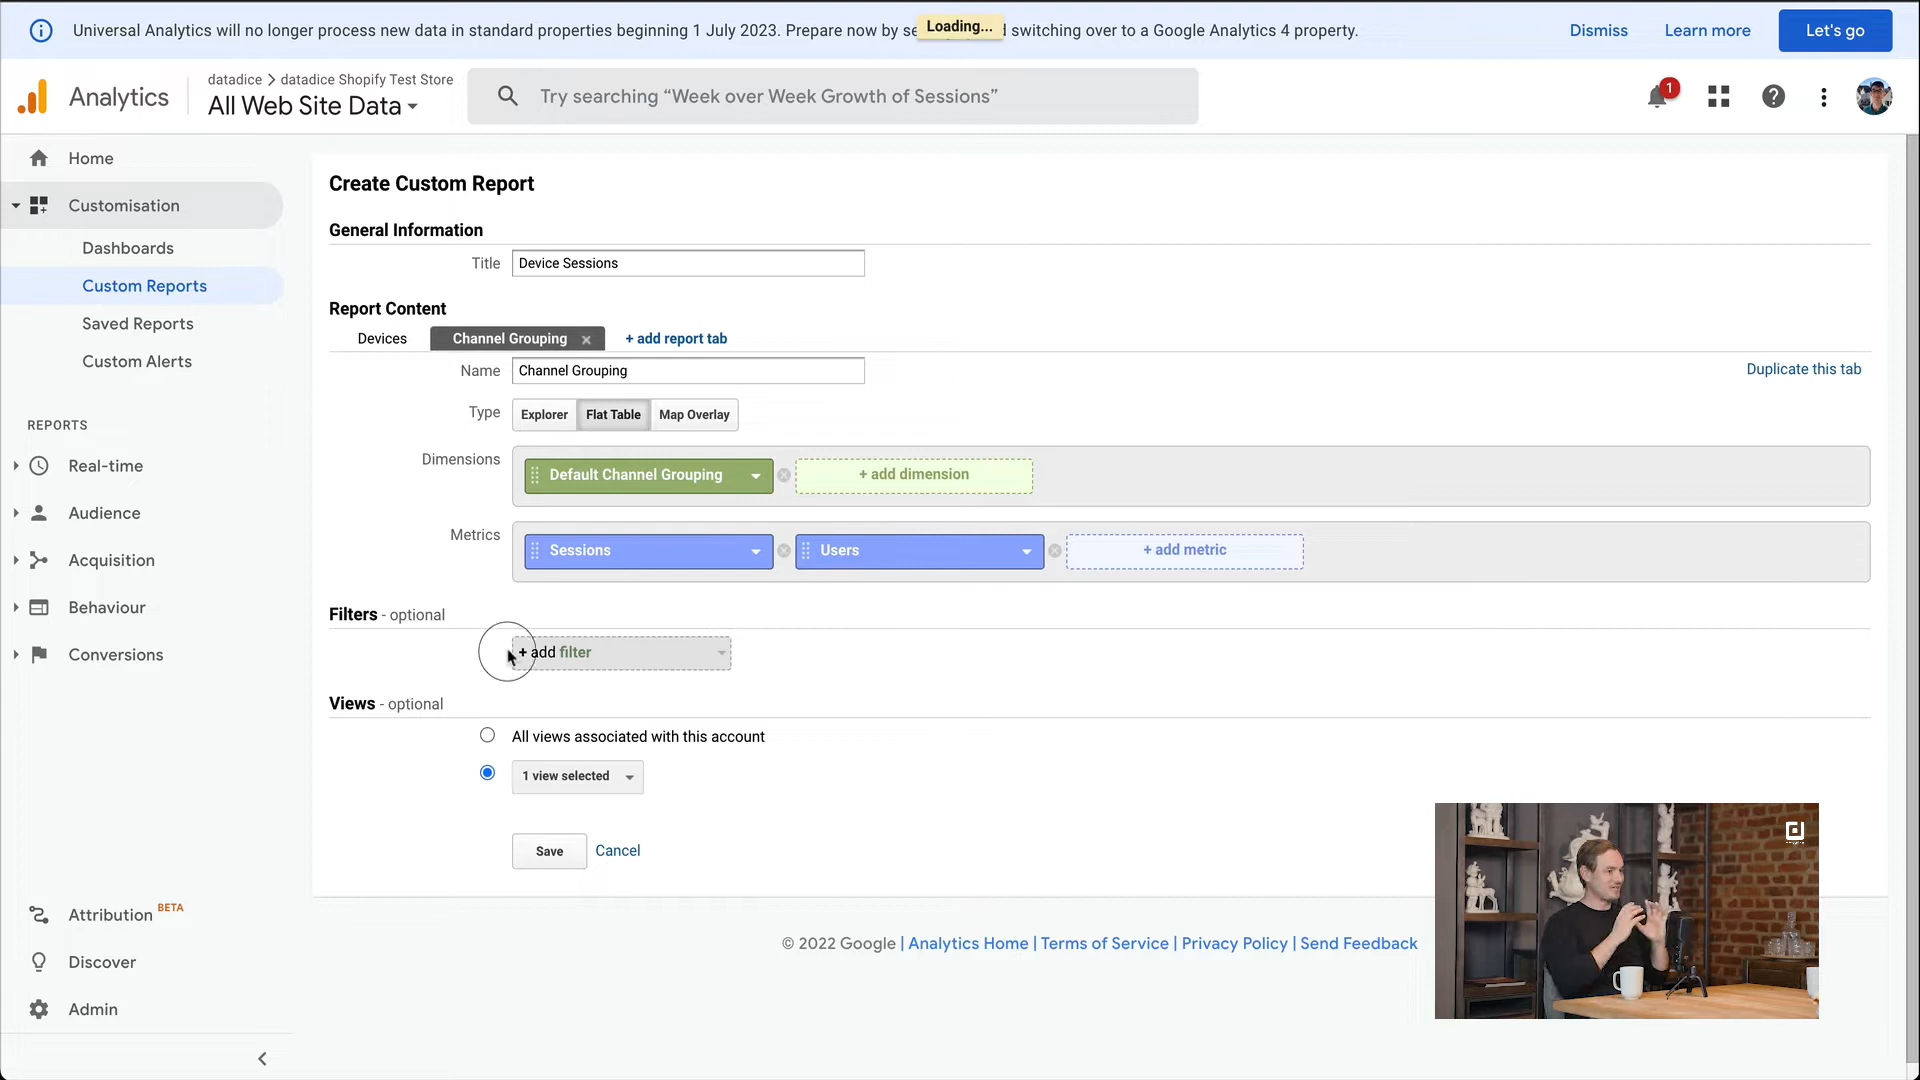 Universal Analytics will no longer process new data in standard properties beginning 1 July 2023. Prepare now by se
Loading...
switching over to a Google Analytics 4 property.
Dismiss
Learn more
Let's go
Analytics
datadice > datadice Shopify Test Store
All Web Site Data
Try searching “Week over Week Growth of Sessions”
1
Home
Customisation
Dashboards
Custom Reports
Saved Reports
Custom Alerts
REPORTS
Real-time
Audience
Acquisition
Behaviour
Conversions
Attribution BETA
Discover
Admin
Create Custom Report
General Information
Title
Device Sessions
Report Content
Devices
Channel Grouping
+ add report tab
Name
Channel Grouping
Duplicate this tab
Type
Explorer
Flat Table
Map Overlay
Dimensions
Default Channel Grouping
+ add dimension
Metrics
Sessions
Users
+ add metric
Filters - optional
+ add filter
Views - optional
All views associated with this account
1 view selected
Save
Cancel
© 2022 Google | Analytics Home | Terms of Service | Privacy Policy | Send Feedback